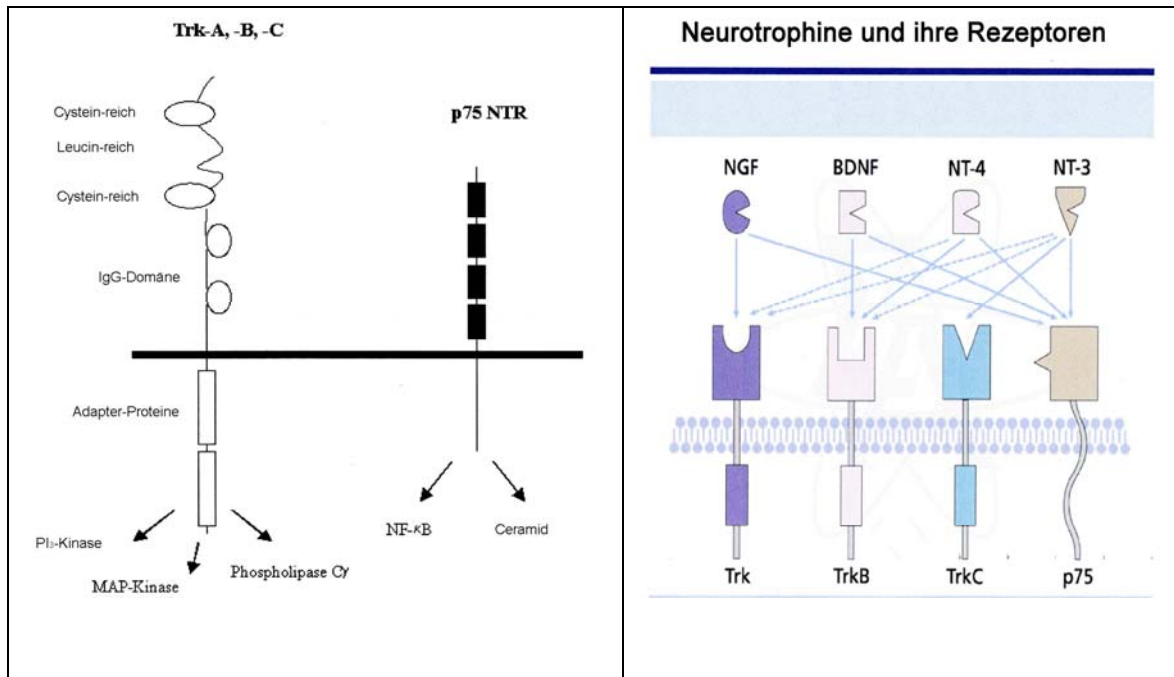 Trk-A, -B, -C
Cystein-reich
Leucin-reich
Cystein-reich
IgG-Domäne
Adapter-Proteine
PI₃-Kinase
MAP-Kinase
Phospholipase Cγ
p75 NTR
NF-κB
Ceramid
Neurotrophine und ihre Rezeptoren
NGF BDNF NT-4 NT-3
Trk TrkB TrkC p75